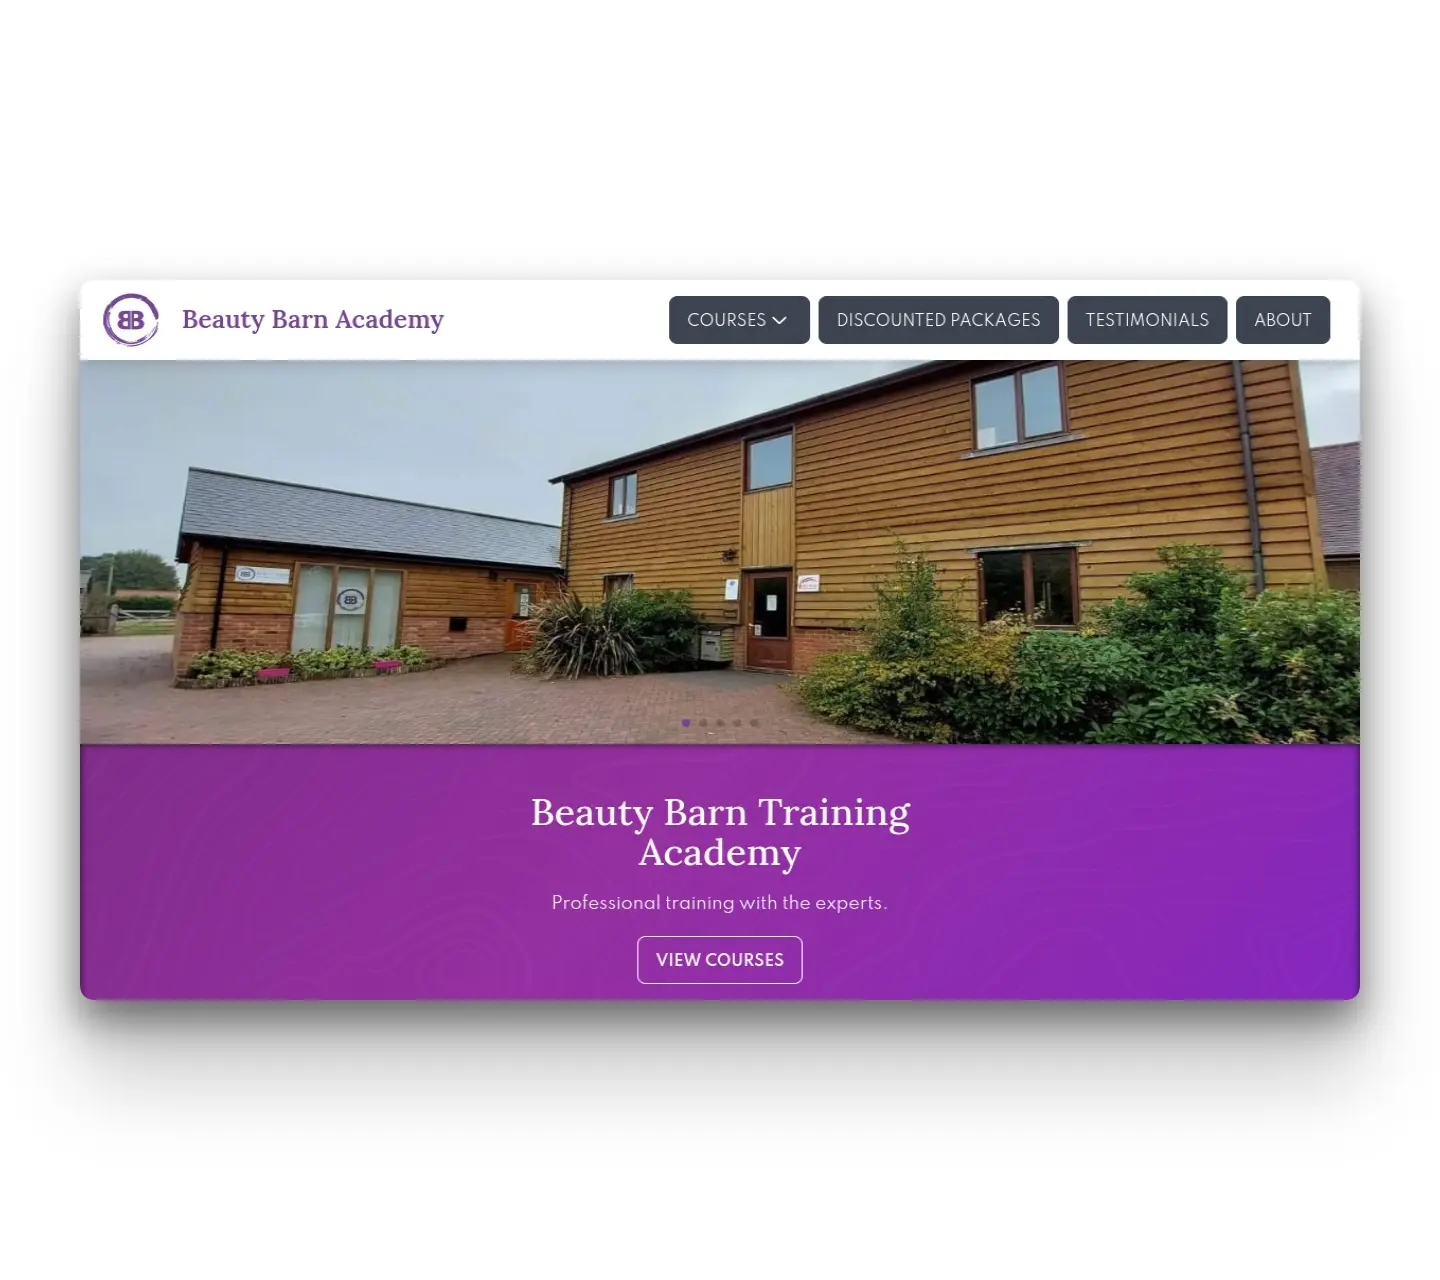 BB
Beauty Barn Academy
COURSES
DISCOUNTED PACKAGES
TESTIMONIALS
ABOUT
BB
Beauty Barn Training
Academy
Professional training with the experts.
VIEW COURSES